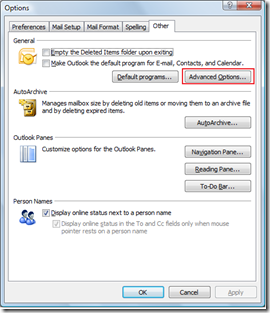 Options
Preferences Mail Setup Mail Format Spelling Other
General
Empty the Deleted Items folder upon exiting
Make Outlook the default program for E-mail, Contacts, and Calendar.
Default programs... Advanced Options...
AutoArchive
Manages mailbox size by deleting old items or moving them to an archive file
and by deleting expired items.
AutoArchive...
Outlook Panes
Customize options for the Outlook Panes.
Navigation Pane...
Reading Pane...
To-Do Bar...
Person Names
Display online status next to a person name
Display online status in the To and Cc fields only when mouse
pointer rests on a person name
OK Cancel Apply